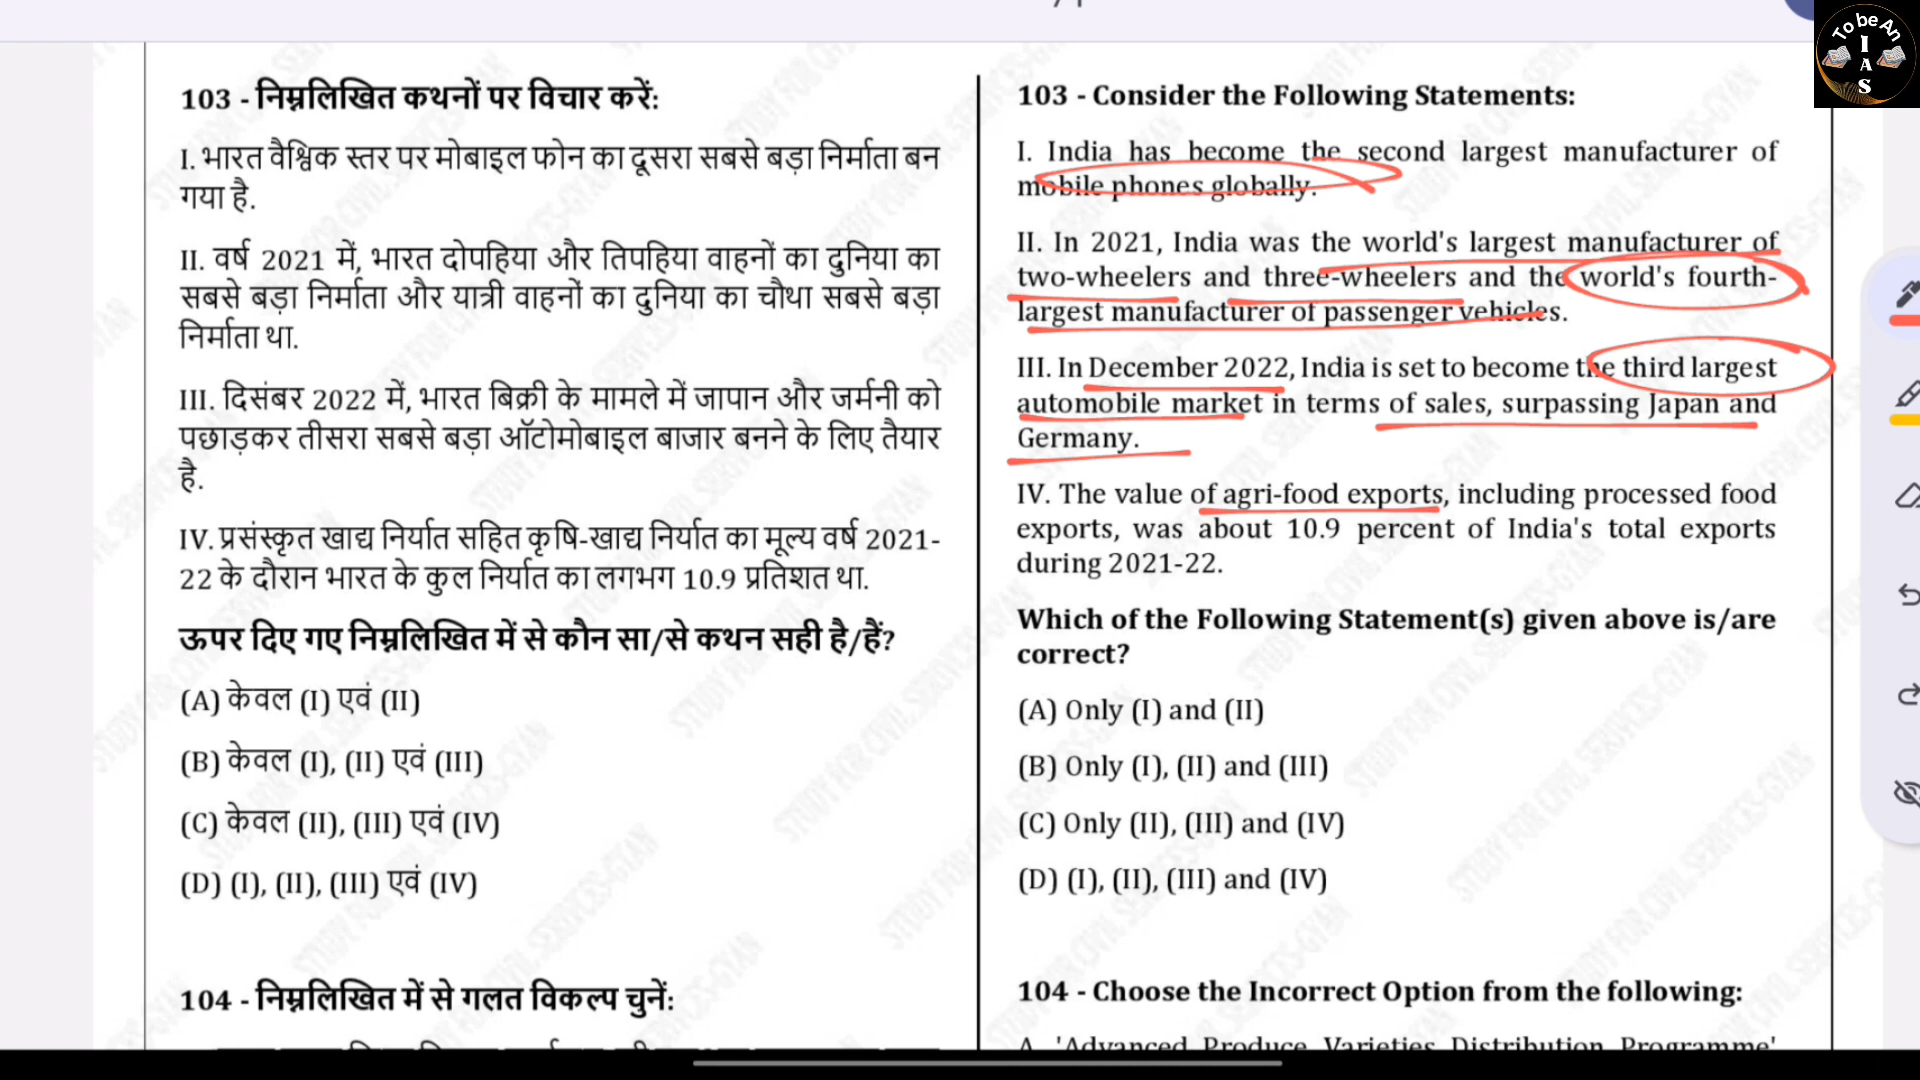 103 - निम्नलिखित कथनों पर विचार करें:
I. भारत वैश्विक स्तर पर मोबाइल फोन का दूसरा सबसे बड़ा निर्माता बन
गया है.
II. वर्ष 2021 में, भारत दोपहिया और तिपहिया वाहनों का दुनिया का
सबसे बड़ा निर्माता और यात्री वाहनों का दुनिया का चौथा सबसे बड़ा
निर्माता था.
III. दिसंबर 2022 में, भारत बिक्री के मामले में जापान और जर्मनी को
पछाड़कर तीसरा सबसे बड़ा ऑटोमोबाइल बाजार बनने के लिए तैयार
है.
IV. प्रसंस्कृत खाद्य निर्यात सहित कृषि-खाद्य निर्यात का मूल्य वर्ष 2021-
22 के दौरान भारत के कुल निर्यात का लगभग 10.9 प्रतिशत था.
ऊपर दिए गए निम्नलिखित में से कौन सा/से कथन सही है/हैं?
(A) केवल (I) एवं (II)
(B) केवल (I), (II) एवं (III)
(C) केवल (II), (III) एवं (IV)
(D) (I), (II), (III) एवं (IV)
104 - निम्नलिखित में से गलत विकल्प चुनें:
103 - Consider the Following Statements:
I. India has become the second largest manufacturer of
mobile phones globally.
II. In 2021, India was the world's largest manufacturer of
two-wheelers and three-wheelers and the world's fourth-
largest manufacturer of passenger vehicles.
III. In December 2022, India is set to become the third largest
automobile market in terms of sales, surpassing Japan and
Germany.
IV. The value of agri-food exports, including processed food
exports, was about 10.9 percent of India's total exports
during 2021-22.
Which of the Following Statement(s) given above is/are
correct?
(A) Only (I) and (II)
(B) Only (I), (II) and (III)
(C) Only (II), (III) and (IV)
(D) (I), (II), (III) and (IV)
104 - Choose the Incorrect Option from the following:
A. 'Advanced Produce Varieties Distribution Programme'
To be An
I
A
S
STUDY FOR CIVIL SERVICES-GYAN